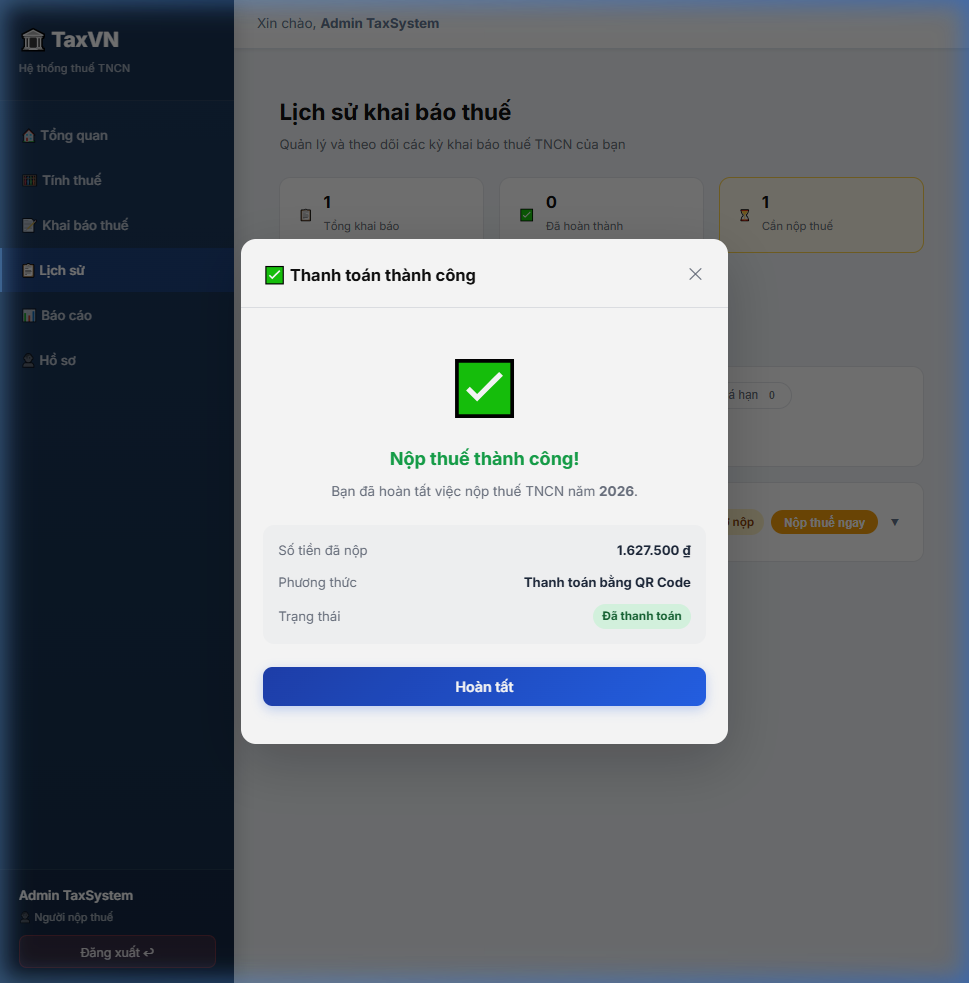 TaxVN
Hệ thống thuế TNCN
Tổng quan
Tính thuế
Khai báo thuế
Lịch sử
Báo cáo
Hồ sơ
Admin TaxSystem
Người nộp thuế
Đăng xuất ↩
Xin chào, Admin TaxSystem
Lịch sử khai báo thuế
Quản lý và theo dõi các kỳ khai báo thuế TNCN của bạn
1
Tổng khai báo
0
Đã hoàn thành
1
Cần nộp thuế
hạn 0
nộp
Nộp thuế ngay ▼
Thanh toán thành công
Nộp thuế thành công!
Bạn đã hoàn tất việc nộp thuế TNCN năm 2026.
Số tiền đã nộp 1.627.500 ₫
Phương thức Thanh toán bằng QR Code
Trạng thái Đã thanh toán
Hoàn tất